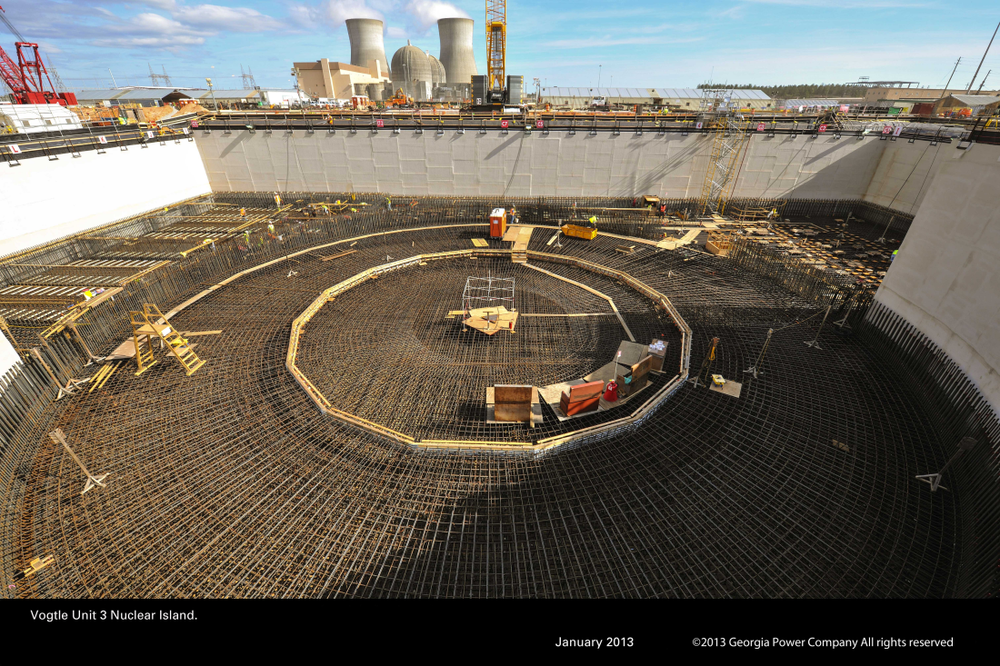 Vogtle Unit 3 Nuclear Island.
January 2013
©2013 Georgia Power Company All rights reserved